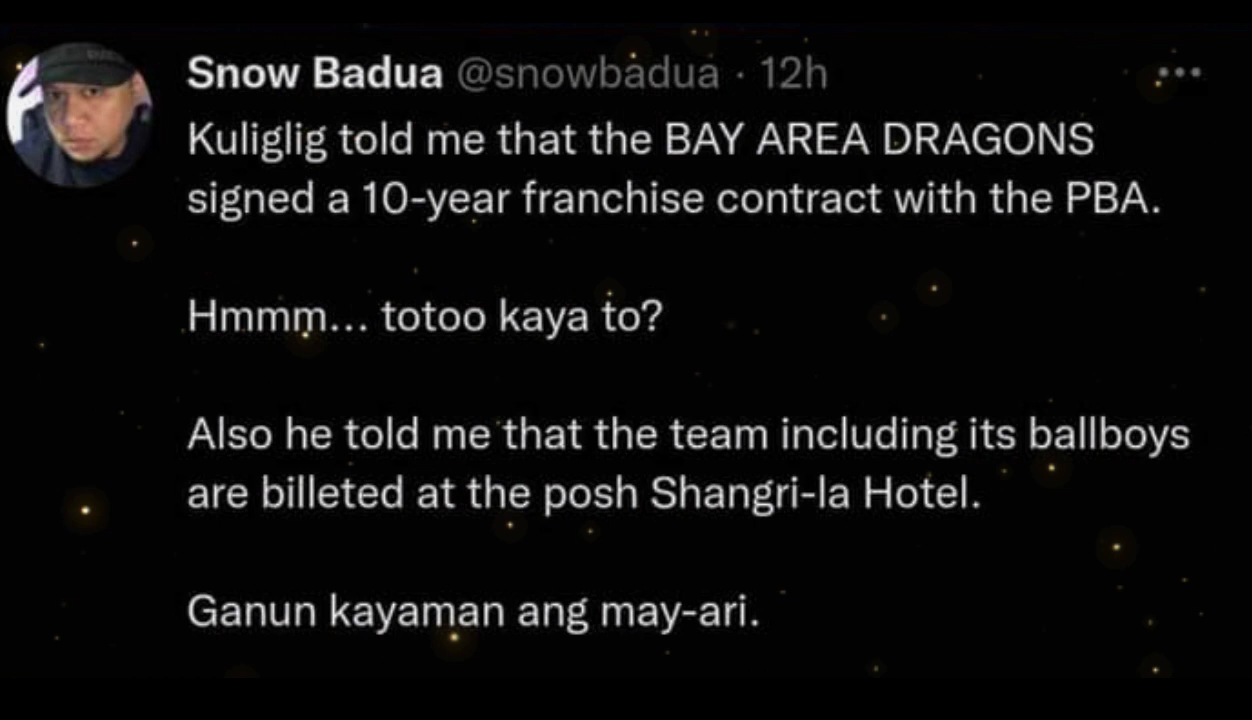 Snow Badua @snowbadua · 12h
Kuliglig told me that the BAY AREA DRAGONS
signed a 10-year franchise contract with the PBA.
Hmmm... totoo kaya to?
Also he told me that the team including its ballboys
are billeted at the posh Shangri-la Hotel.
Ganun kayaman ang may-ari.